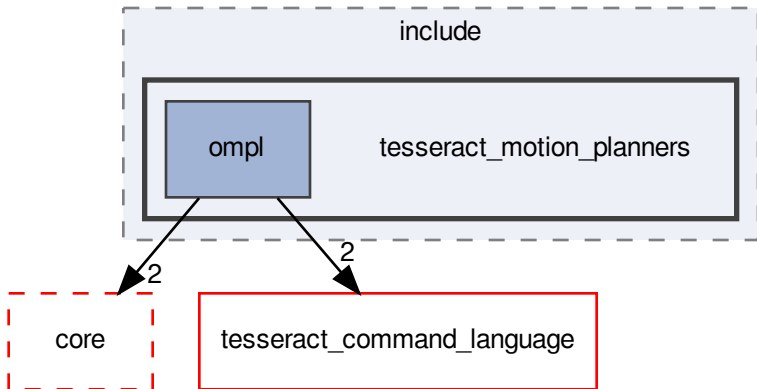 include
ompl
tesseract_motion_planners
2
2
core
tesseract_command_language